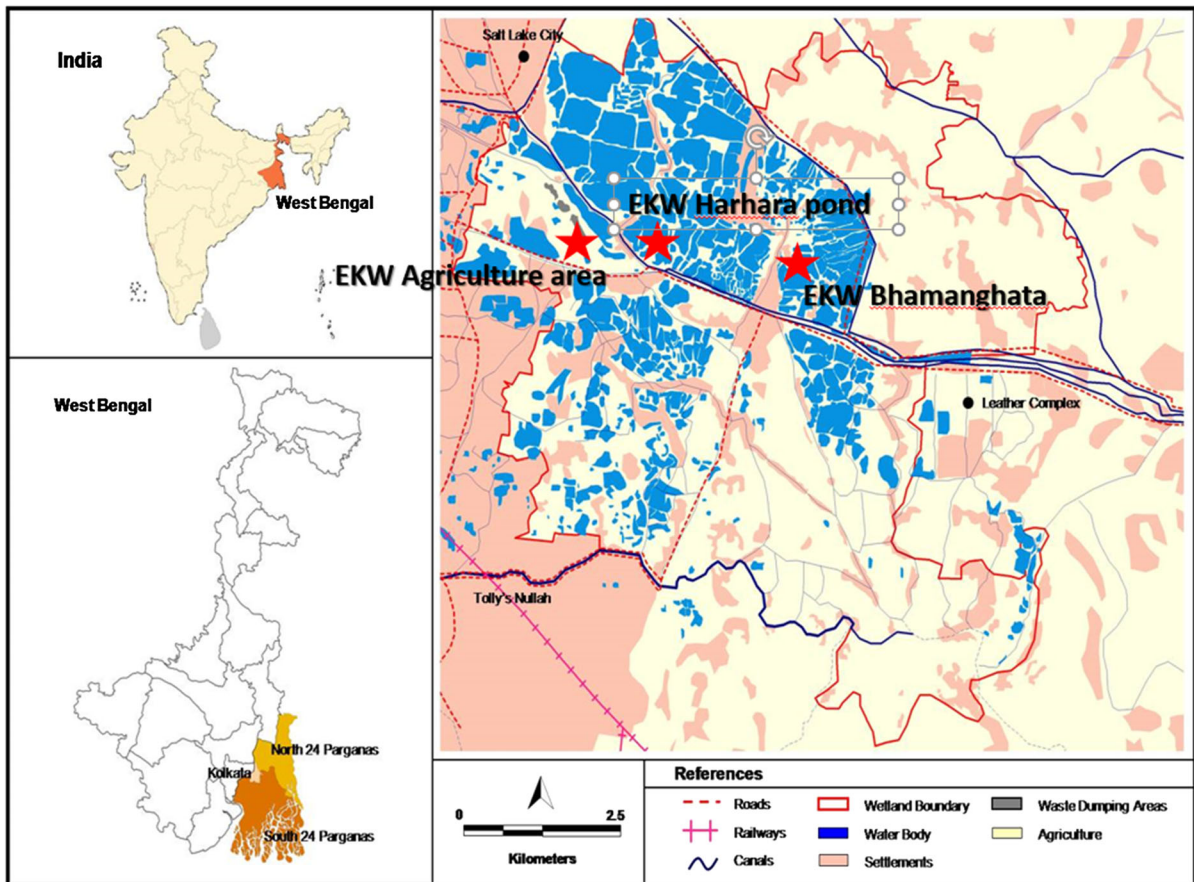 India
West Bengal
West Bengal
North 24 Parganas
Kolkata
South 24 Parganas
Salt Lake City
EKW Harhara pond
EKW Agriculture area
EKW Bhamanghata
Leather Complex
Tolly's Nullah
0 2.5
Kilometers
References
Roads
Wetland Boundary
Waste Dumping Areas
Railways
Water Body
Agriculture
Canals
Settlements